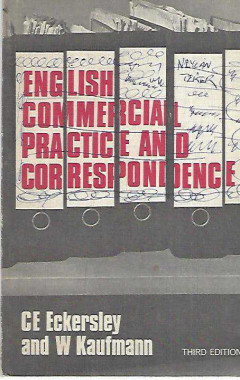 ENGLISH
COMMERCIAL
PRACTICE AND
CORRESPONDENCE
CE Eckersley
and W Kaufmann
THIRD EDITION